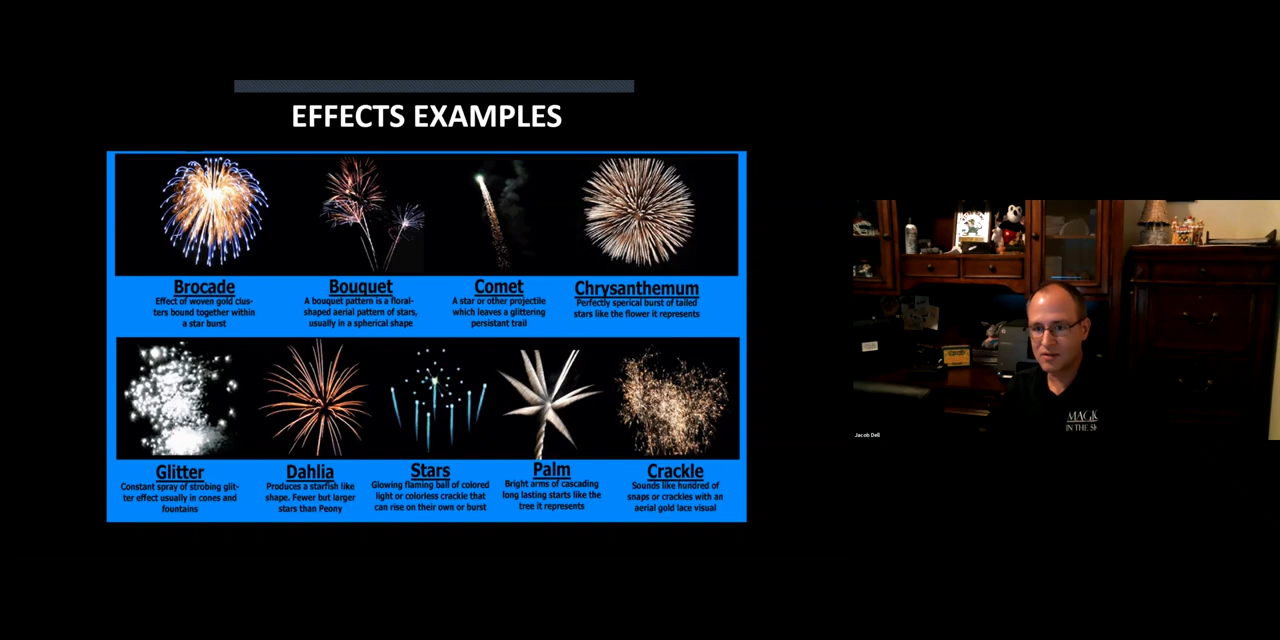 EFFECTS EXAMPLES
Brocade
Effect of woven gold clus-
ters bound together within
a star burst
Bouquet
A bouquet pattern is a floral-
shaped aerial pattern of stars,
usually in a spherical shape
Comet
A star or other projectile
which leaves a glittering
persistant trail
Chrysanthemum
Perfectly sperical burst of tailed
stars like the flower it represents
Glitter
Constant spray of strobing glit-
ter effect usually in cones and
fountains
Dahlia
Produces a starfish like
shape. Fewer but larger
stars than Peony
Stars
Glowing flaming ball of colored
light or colorless crackle that
can rise on their own or burst
Palm
Bright arms of cascading
long lasting starts like the
tree it represents
Crackle
Sounds like hundred of
snaps or crackles with an
aerial gold lace visual
MAGIC
IN THE SK
Jacob Dell